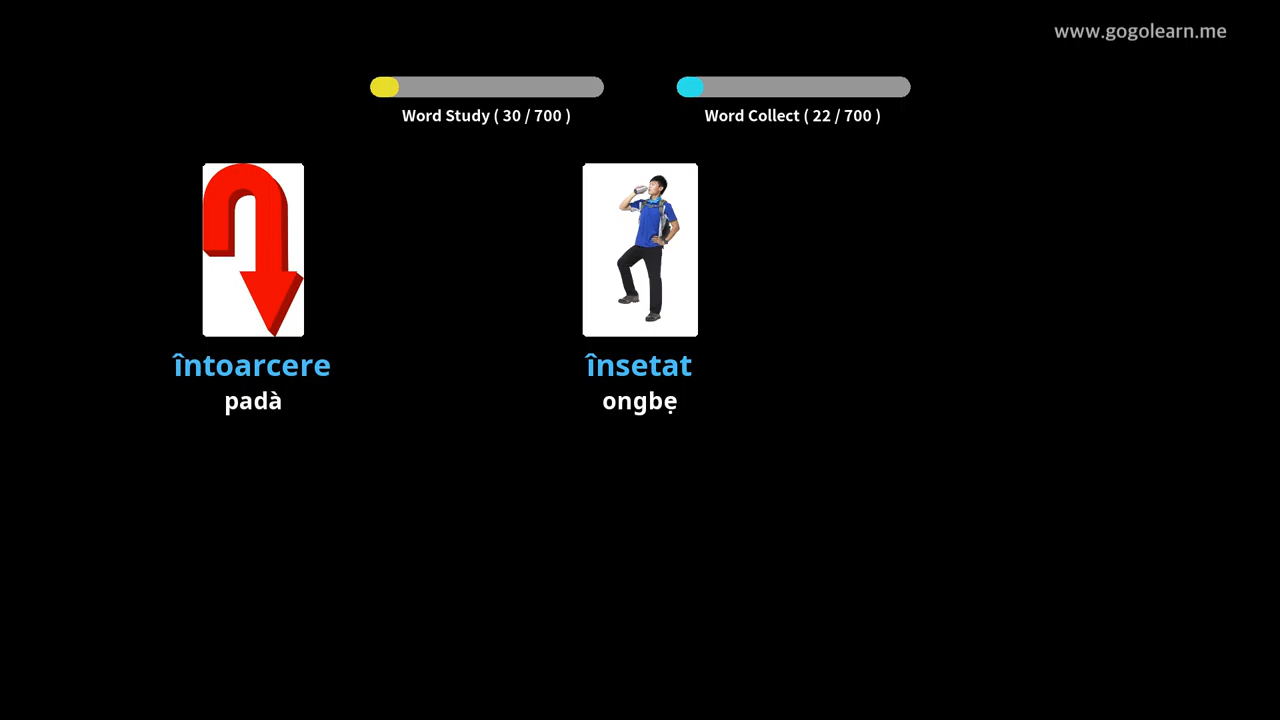 www.gogolearn.me
Word Study ( 30 / 700 )
Word Collect ( 22 / 700 )
întoarcere
padà
însetat
ongbẹ